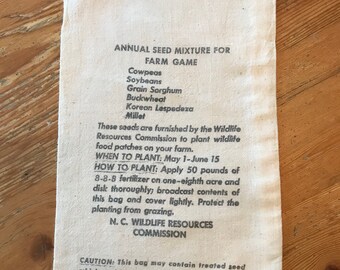 ANNUAL SEED MIXTURE FOR
FARM GAME
Cowpeas
Soybeans
Grain Sorghum
Buckwheat
Korean Lespedeza
Millet
These seeds are furnished by the Wildlife
Resources Commission to plant wildlife
food patches on your farm.
WHEN TO PLANT: May 1-June 15
HOW TO PLANT: Apply 50 pounds of
8-8-8 fertilizer on one-eighth acre and
disk thoroughly; broadcast contents of
this bag and cover lightly. Protect the
planting from grazing.
N. C. WILDLIFE RESOURCES
COMMISSION
CAUTION: This bag may contain treated seed